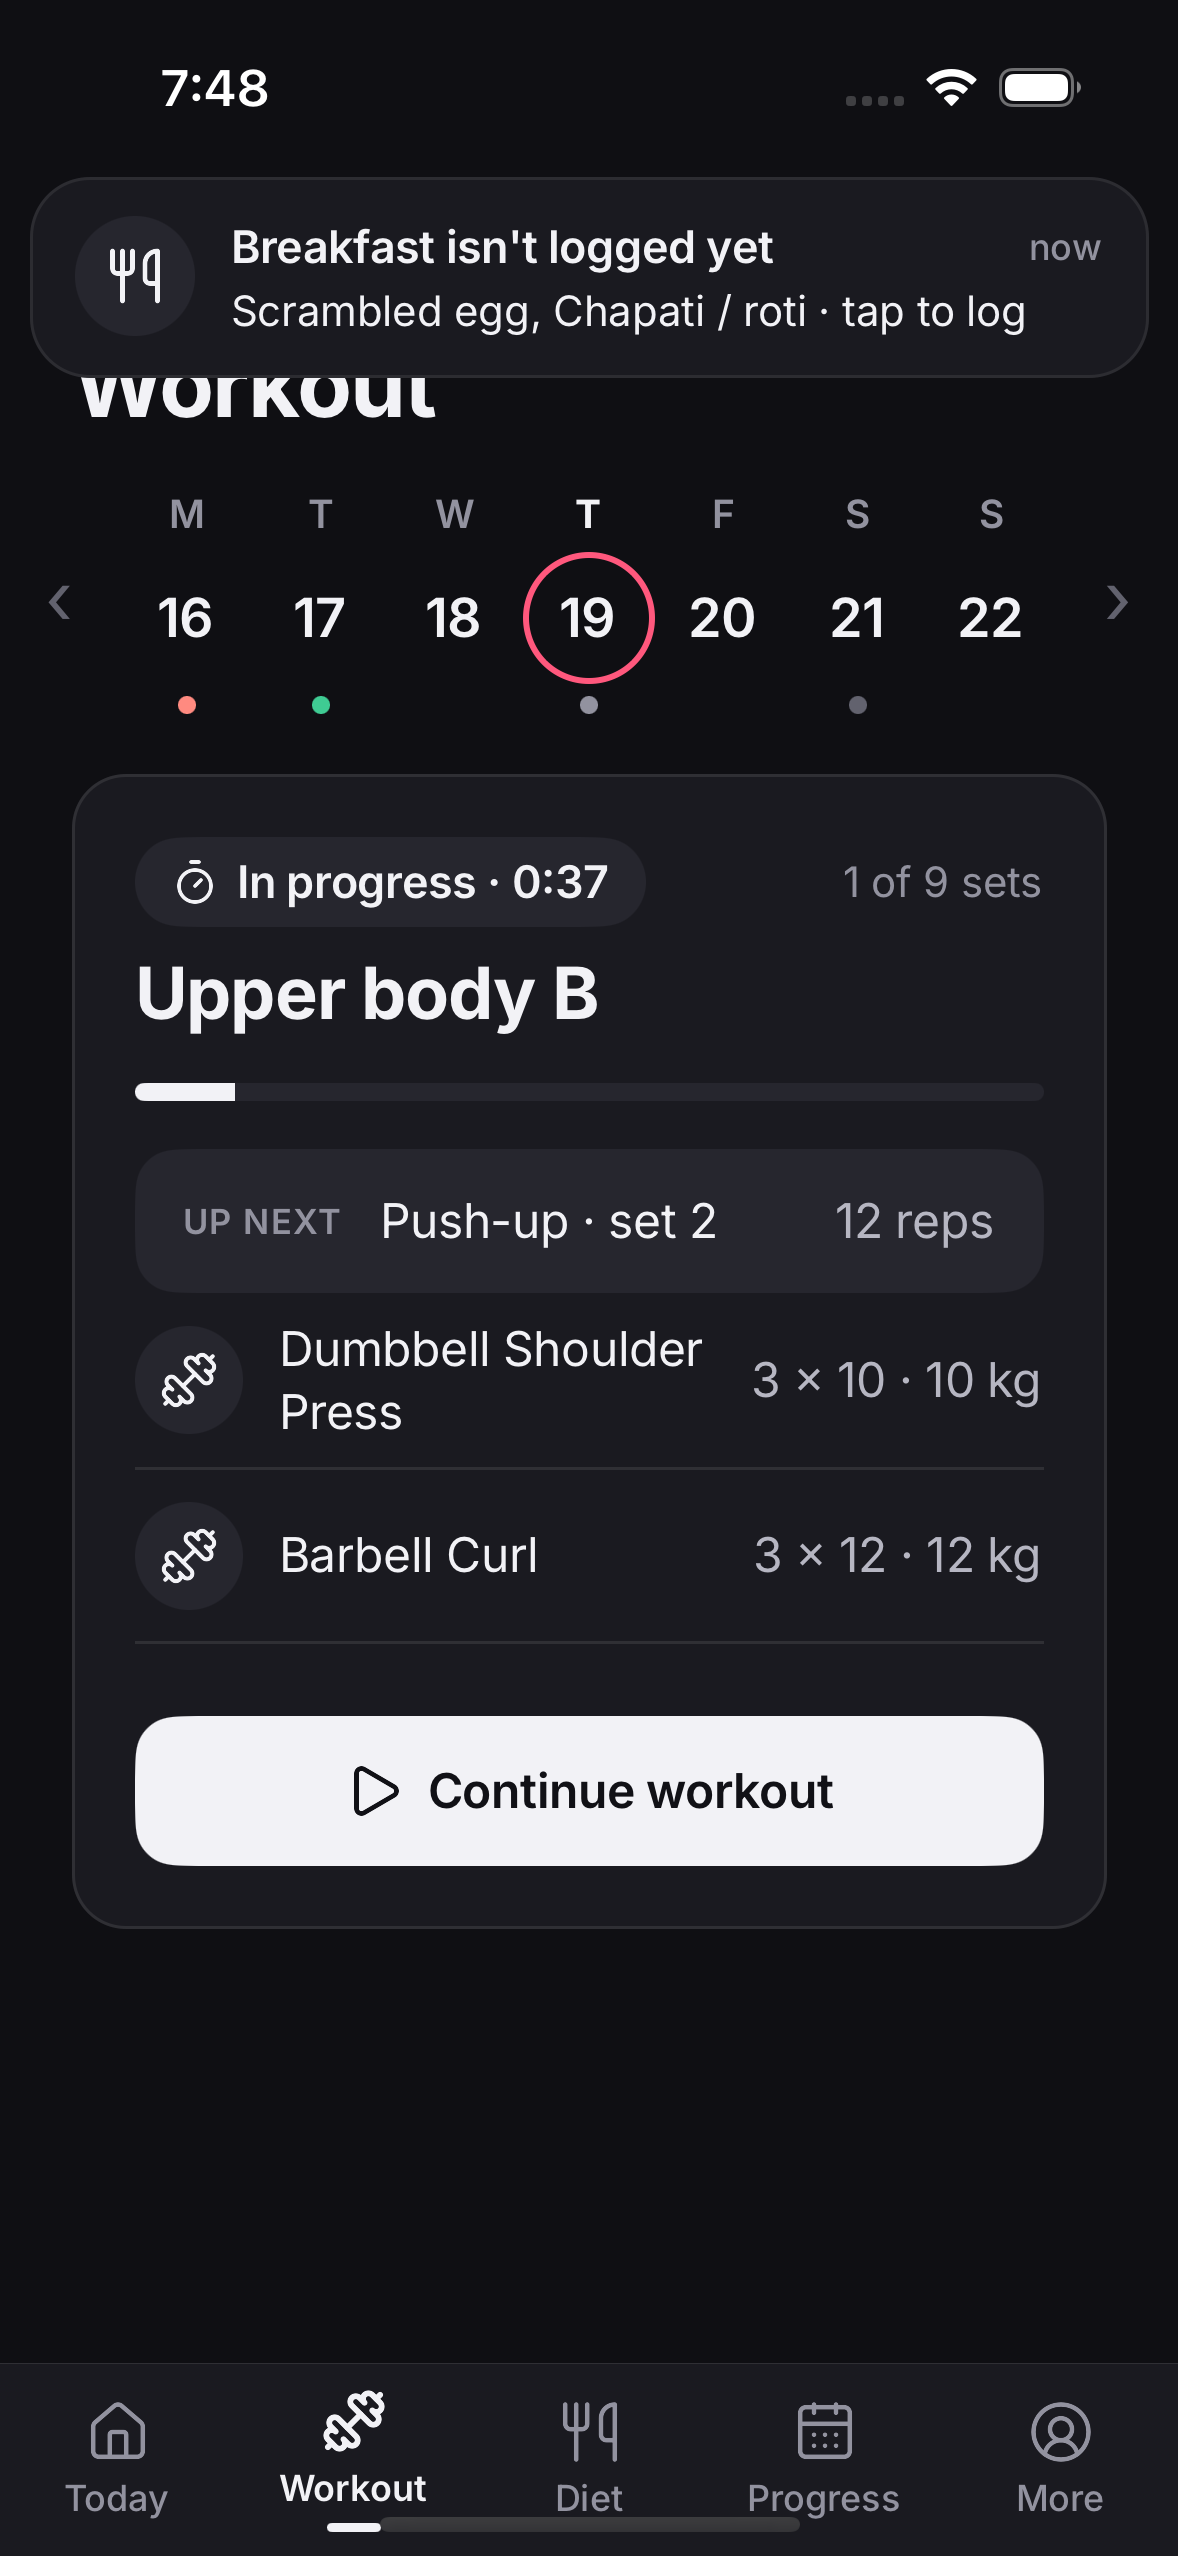 7:48
Breakfast isn't logged yet
now
Scrambled egg, Chapati / roti · tap to log
Workout
M T W T F S S
‹ 16 17 18 19 20 21 22 ›
In progress · 0:37
1 of 9 sets
Upper body B
UP NEXT Push-up · set 2 12 reps
Dumbbell Shoulder
Press
3 × 10 · 10 kg
Barbell Curl 3 × 12 · 12 kg
Continue workout
Today Workout Diet Progress More